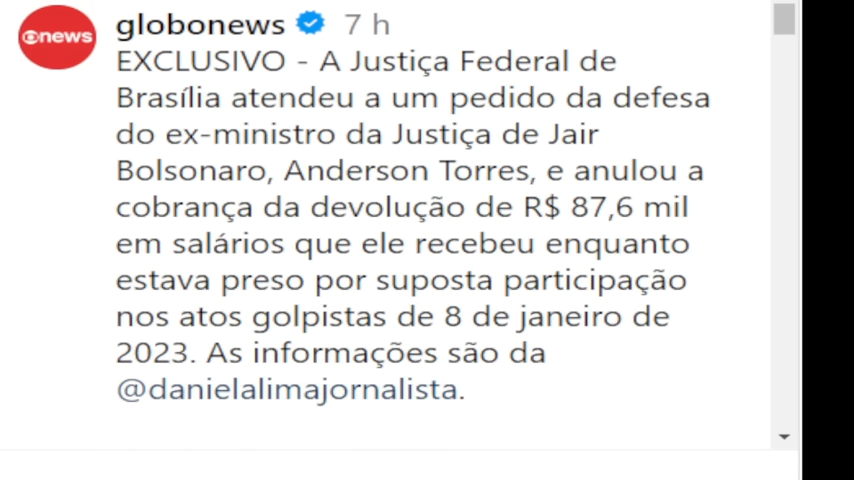 news
globonews 7 h
EXCLUSIVO - A Justiça Federal de
Brasília atendeu a um pedido da defesa
do ex-ministro da Justiça de Jair
Bolsonaro, Anderson Torres, e anulou a
cobrança da devolução de R$ 87,6 mil
em salários que ele recebeu enquanto
estava preso por suposta participação
nos atos golpistas de 8 de janeiro de
2023. As informações são da
@danielalimajornalista.